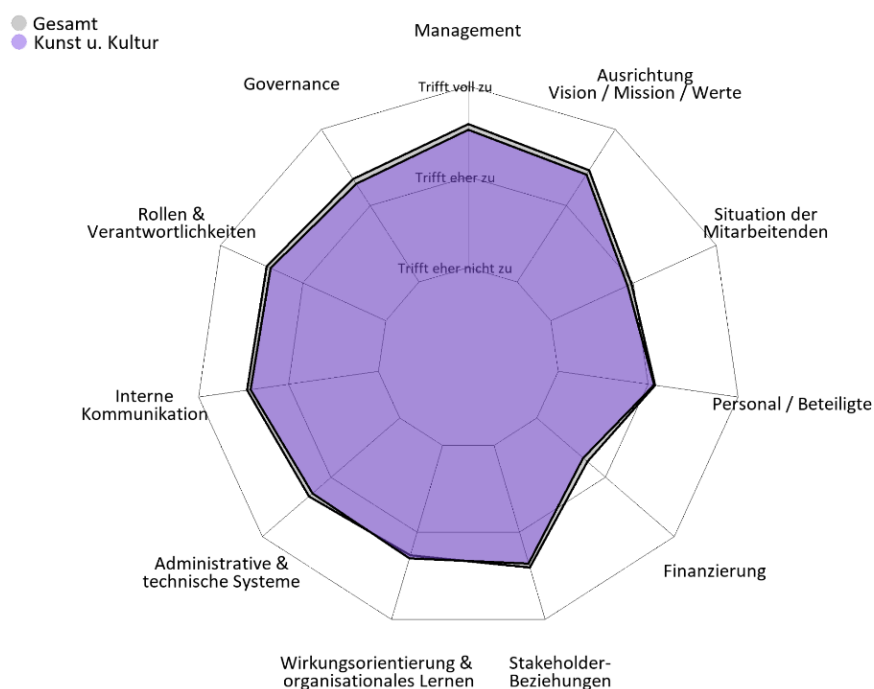 Gesamt
Kunst u. Kultur
Management
Ausrichtung
Vision / Mission / Werte
Governance
Trifft voll zu
Trifft eher zu
Rollen &
Verantwortlichkeiten
Situation der
Mitarbeitenden
Trifft eher nicht zu
Interne
Kommunikation
Personal / Beteiligte
Administrative &
technische Systeme
Finanzierung
Wirkungsorientierung &
organisationales Lernen
Stakeholder-
Beziehungen